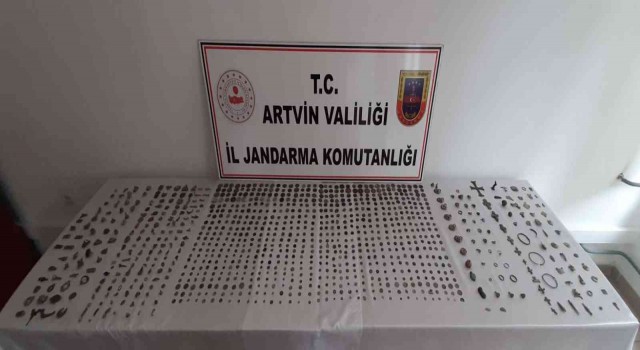 T.C.
ARTVİN VALİLİĞİ
İL JANDARMA KOMUTANLIĞI